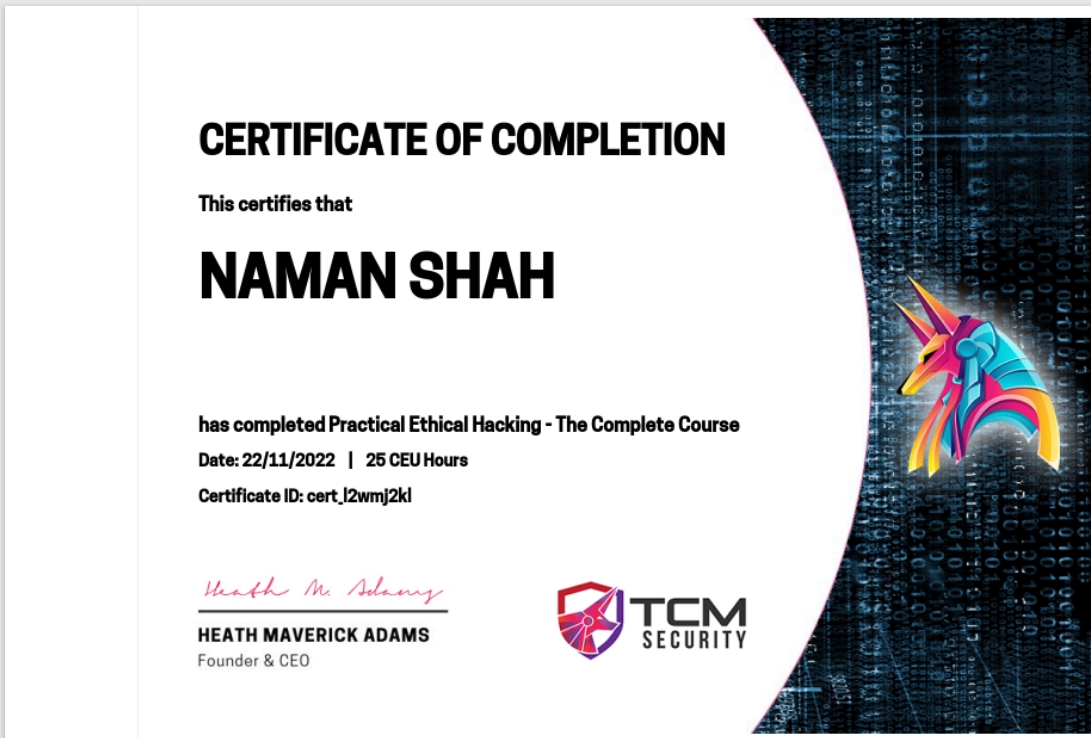 CERTIFICATE OF COMPLETION
This certifies that
NAMAN SHAH
has completed Practical Ethical Hacking - The Complete Course
Date: 22/11/2022 | 25 CEU Hours
Certificate ID: cert_l2wmj2kl
Heath M. Adams
HEATH MAVERICK ADAMS
Founder & CEO
TCM
SECURITY